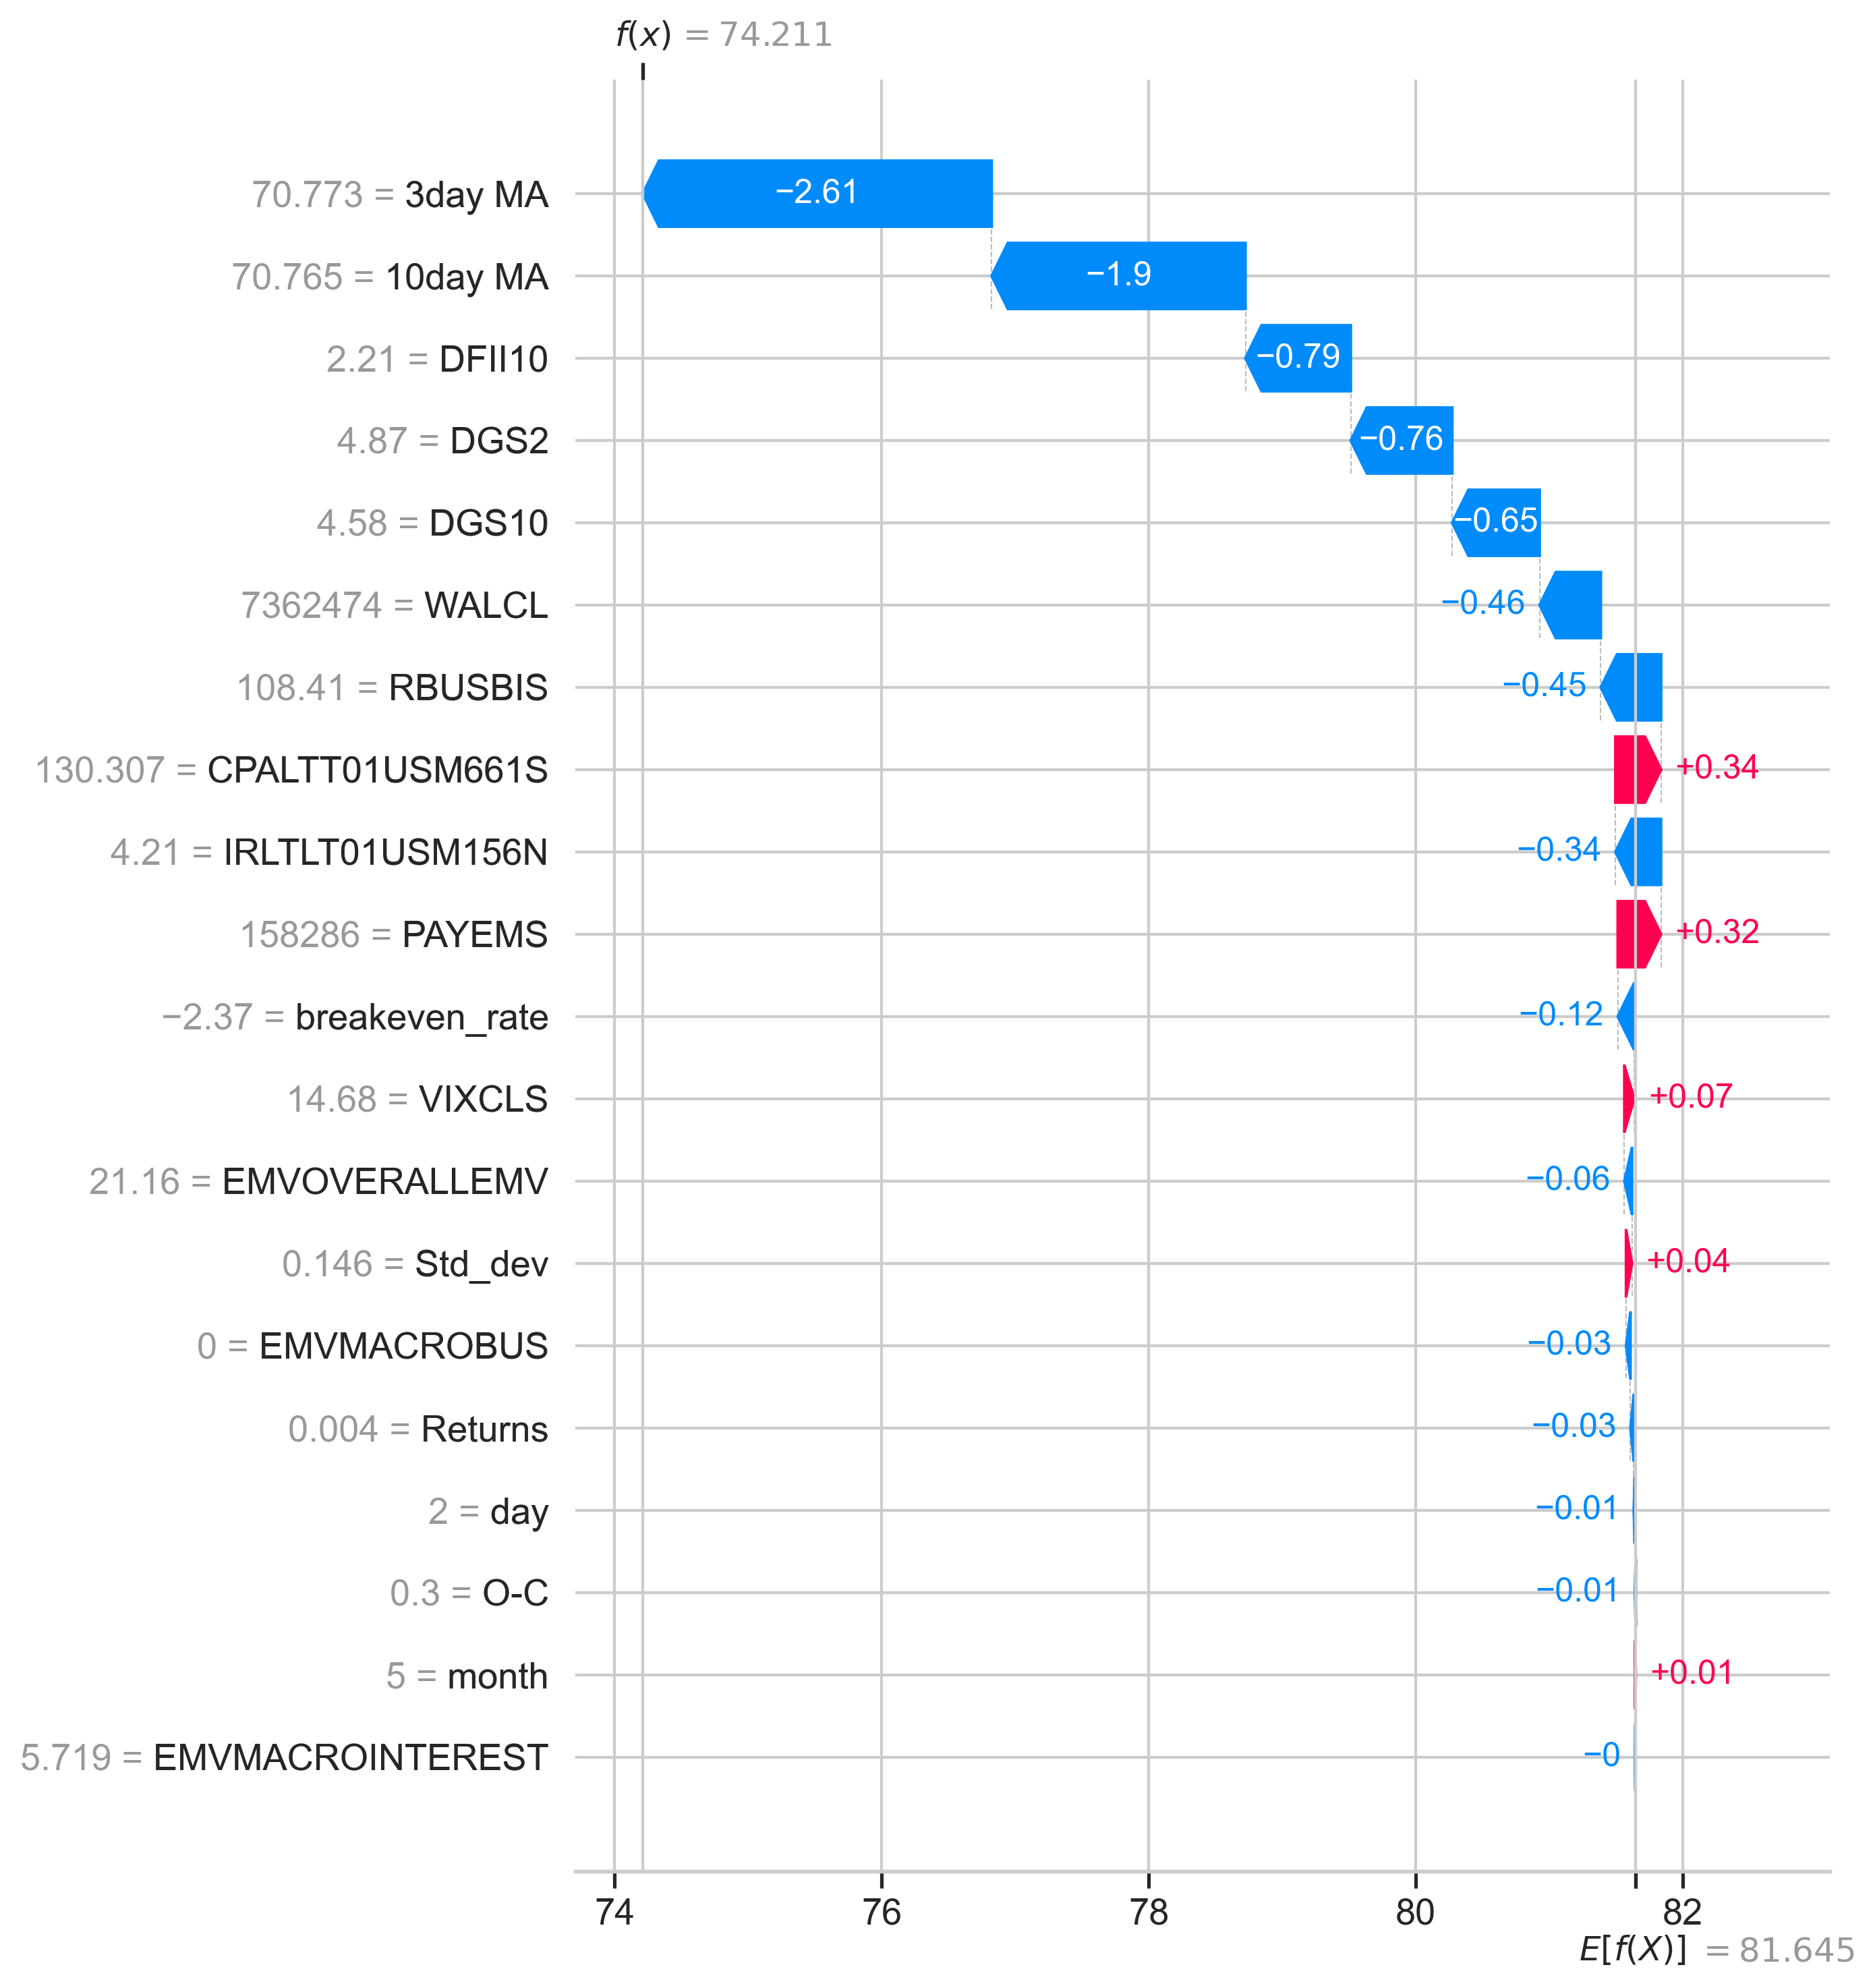 f(x) = 74.211
70.773 = 3day MA −2.61
70.765 = 10day MA −1.9
2.21 = DFII10 −0.79
4.87 = DGS2 −0.76
4.58 = DGS10 −0.65
7362474 = WALCL −0.46
108.41 = RBUSBIS −0.45
130.307 = CPALTT01USM661S +0.34
4.21 = IRLTLT01USM156N −0.34
158286 = PAYEMS +0.32
−2.37 = breakeven_rate −0.12
14.68 = VIXCLS +0.07
21.16 = EMVOVERALLEMV −0.06
0.146 = Std_dev +0.04
0 = EMVMACROBUS −0.03
0.004 = Returns −0.03
2 = day −0.01
0.3 = O-C −0.01
5 = month +0.01
5.719 = EMVMACROINTEREST −0
74 76 78 80 82
E[f(X)] = 81.645